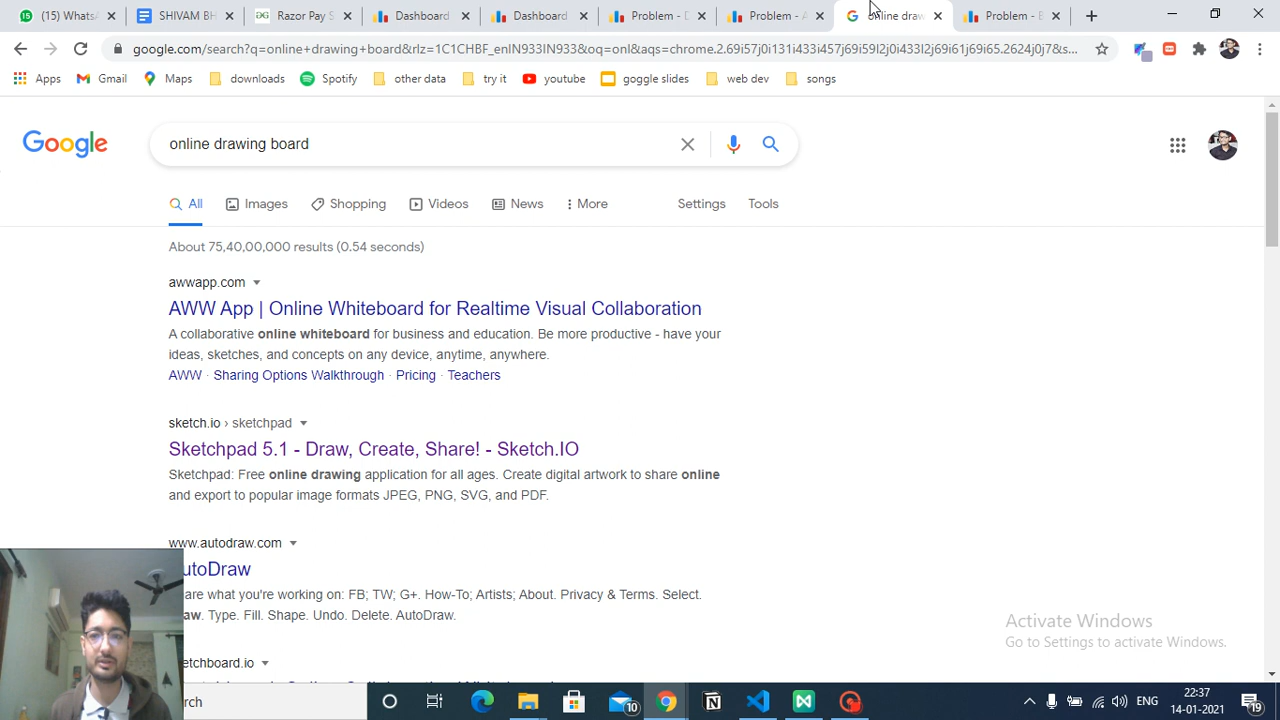 (15) Whats
SHIVAM BH
Razor Pay S
Dashboard
Dashboard
Problem - D
Problem - A
online draw
Problem - B
google.com/search?q=online+drawing+board&rlz=1C1CHBF_enIN933IN933&oq=onl&aqs=chrome.2.69i57j0i131i433i457j69i59l2j0i433l2j69i61j69i65.2624j0j7&s...
Apps
Gmail
Maps
downloads
Spotify
other data
try it
youtube
goggle slides
web dev
songs
Google
online drawing board
All
Images
Shopping
Videos
News
More
Settings
Tools
About 75,40,00,000 results (0.54 seconds)
awwapp.com
AWW App | Online Whiteboard for Realtime Visual Collaboration
A collaborative online whiteboard for business and education. Be more productive - have your
ideas, sketches, and concepts on any device, anytime, anywhere.
AWW · Sharing Options Walkthrough · Pricing · Teachers
sketch.io › sketchpad
Sketchpad 5.1 - Draw, Create, Share! - Sketch.IO
Sketchpad: Free online drawing application for all ages. Create digital artwork to share online
and export to popular image formats JPEG, PNG, SVG, and PDF.
www.autodraw.com
utoDraw
are what you're working on: FB; TW; G+. How-To; Artists; About. Privacy & Terms. Select.
aw. Type. Fill. Shape. Undo. Delete. AutoDraw.
etchboard.io
Activate Windows
Go to Settings to activate Windows.
rch
10
ENG
22:37
14-01-2021
19